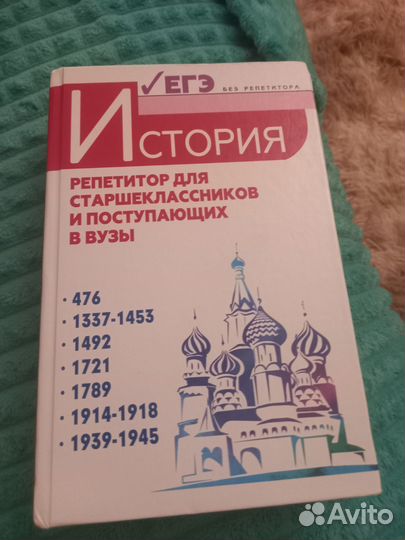 √ЕГЭ БЕЗ РЕПЕТИТОРА
ИСТОРИЯ
РЕПЕТИТОР ДЛЯ
СТАРШЕКЛАССНИКОВ
И ПОСТУПАЮЩИХ
В ВУЗЫ
· 476
· 1337-1453
· 1492
· 1721
· 1789
· 1914-1918
· 1939-1945
Avito